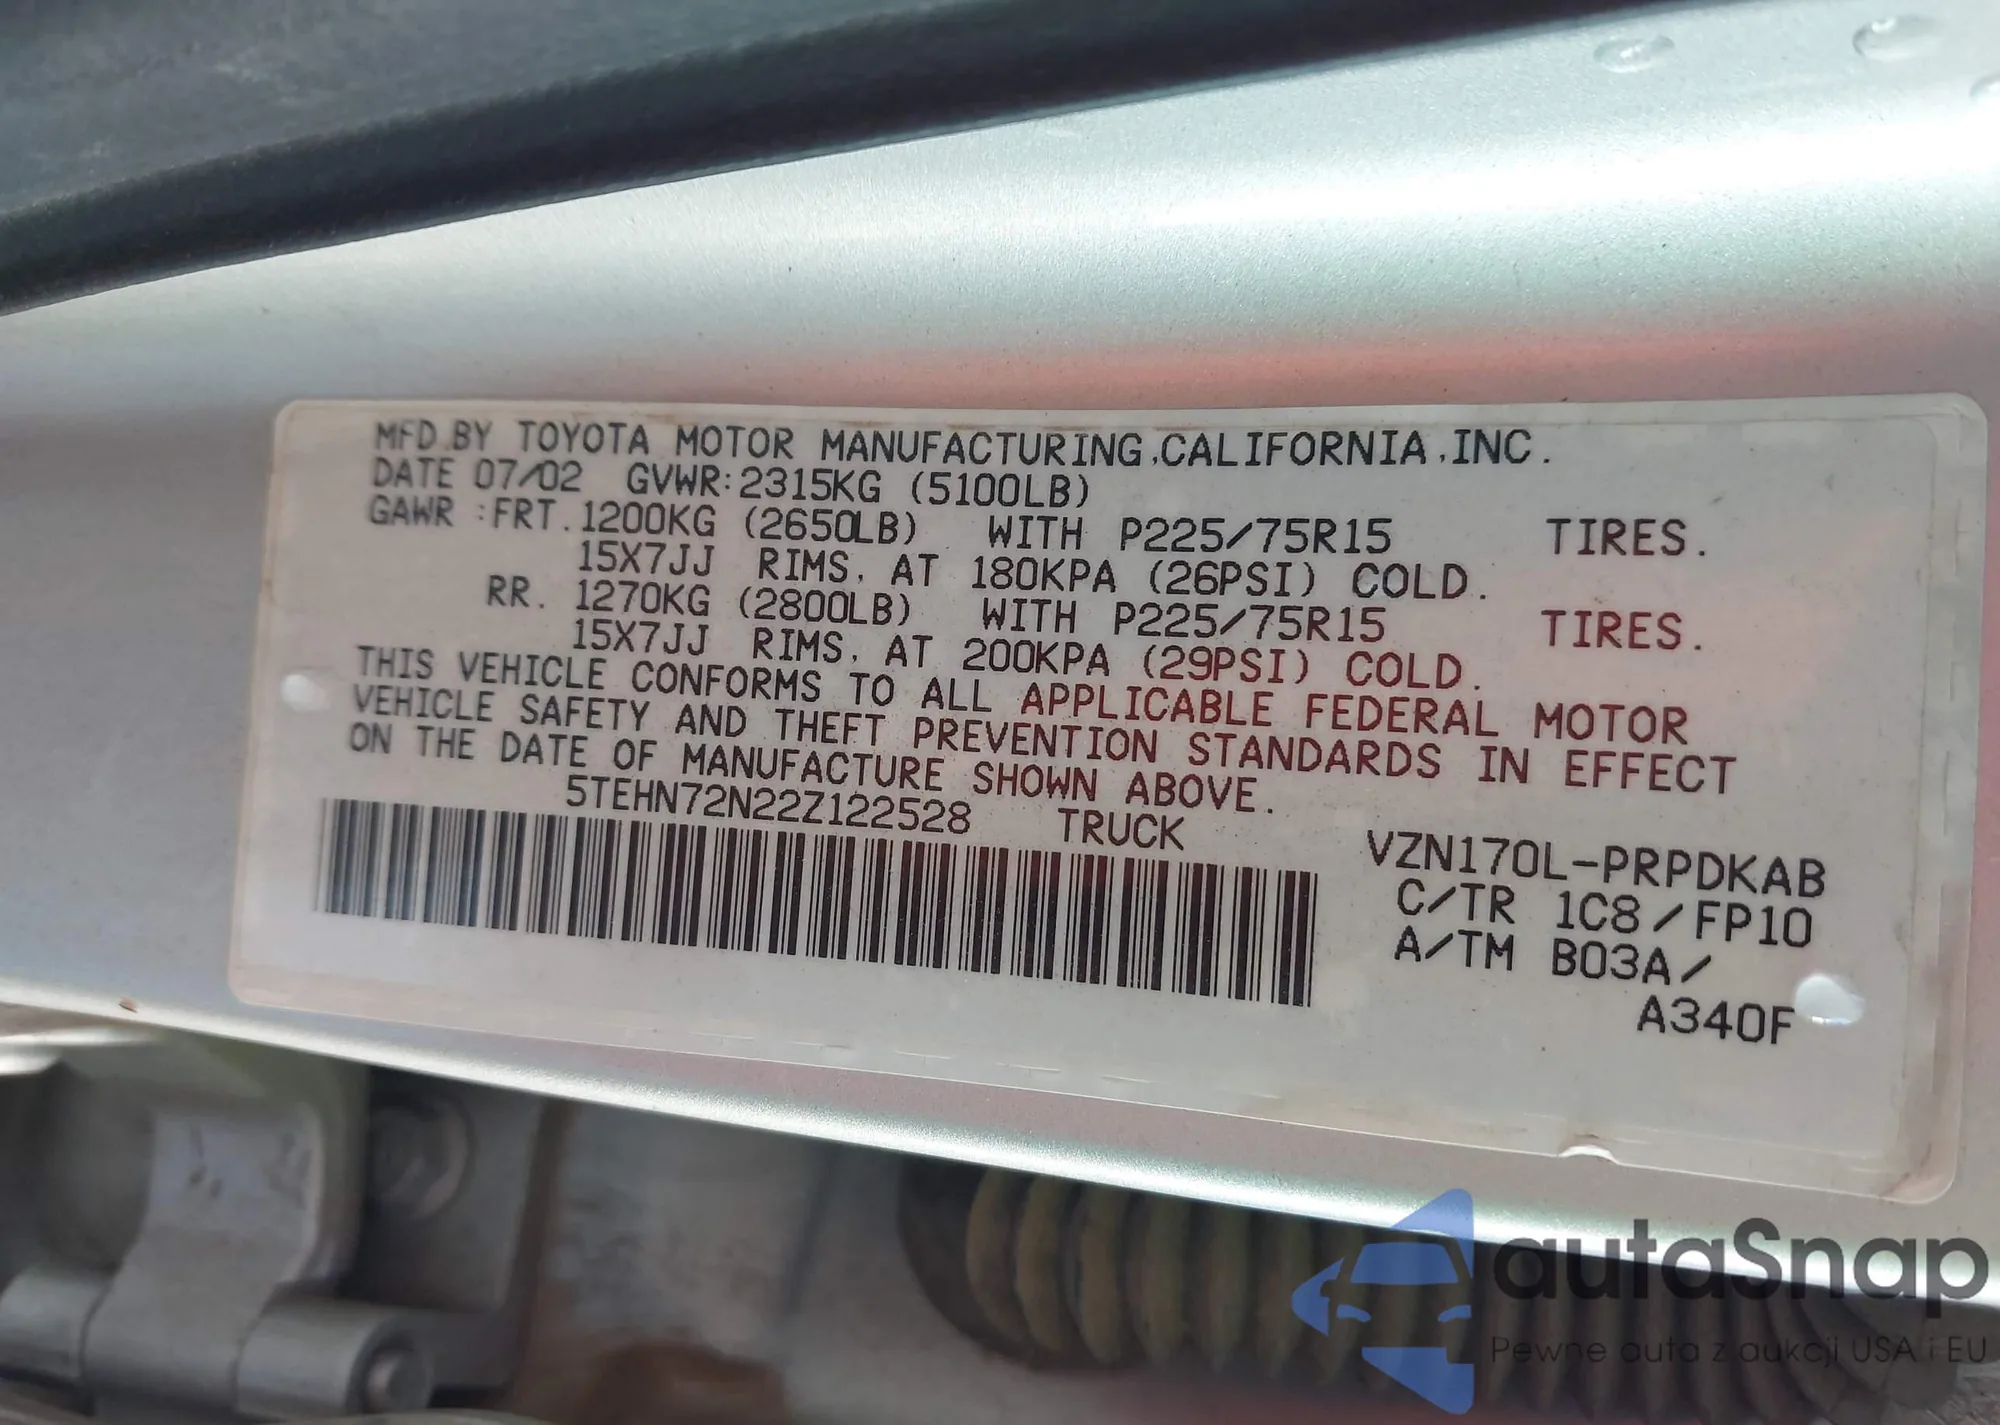 MFD.BY TOYOTA MOTOR MANUFACTURING,CALIFORNIA,INC.
DATE 07/02 GVWR:2315KG (5100LB)
GAWR :FRT. 1200KG (2650LB) WITH P225/75R15 TIRES.
15X7JJ RIMS, AT 180KPA (26PSI) COLD.
RR. 1270KG (2800LB) WITH P225/75R15 TIRES.
15X7JJ RIMS, AT 200KPA (29PSI) COLD.
THIS VEHICLE CONFORMS TO ALL APPLICABLE FEDERAL MOTOR
VEHICLE SAFETY AND THEFT PREVENTION STANDARDS IN EFFECT
ON THE DATE OF MANUFACTURE SHOWN ABOVE.
5TEHN72N22Z122528 TRUCK
VZN170L-PRPDKAB
C/TR 1C8/FP10
A/TM B03A/
A340F
autaSnap
Pewne auta z aukcji USA i EU